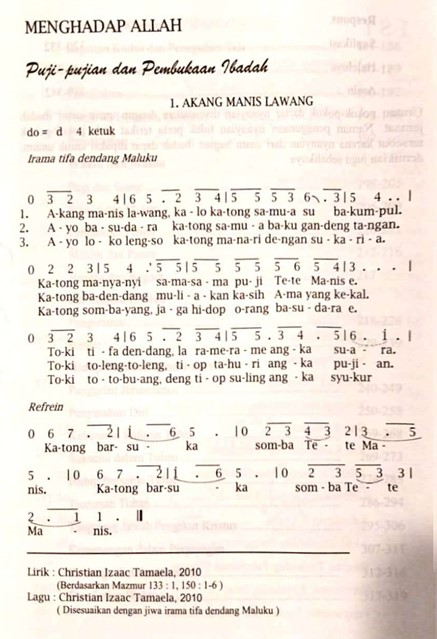 MENGHADAP ALLAH
Puji-pujian dan Pembukaan Ibadah
1. AKANG MANIS LAWANG
do = d 4 ketuk
Irama tifa dendang Maluku
0 3 2 3 4 | 6 5 . 2 3 4 | 5 5 5 3 6 . 3 | 5 4 . . |
1. A-kang ma-nis la-wang, ka - lo ka-tong sa-mu-a su ba-kum-pul.
2. A - yo ba - su-da - ra ka-tong sa-mu - a ba-ku gan-deng ta-ngan.
3. A - yo lo - ko leng-so ka-tong ma-na-ri de-ngan su - ka - ri - a.
0 2 2 3 | 5 4 . 5 5 | 5 5 5 5 5 6 5 4 | 3 . . . |
Ka-tong ma-nya-nyi sa-ma-sa - ma pu-ji Te-te Ma-nis e.
Ka-tong ba-den-dang mu-li - a - kan ka-sih A-ma yang ke-kal.
Ka-tong som-ba-yang, ja - ga hi-dop o-rang ba-su - da-ra e.
0 3 2 3 4 | 6 5 . 2 3 4 | 5 5 . 3 4 . 5 | 6 . 1 . |
To-ki ti - fa den-dang, la ra-me-ra - me ang - ka su-a - ra.
To-ki to-leng-to-leng, ti - op ta-hu - ri ang - ka pu-ji - an.
To-ki to - to-bu-ang, deng ti-op su-ling ang - ka syu-kur
Refrein
0 6 7 . 2 | 1 . 6 5 . | 0 2 3 4 3 2 | 3 . 5
Ka-tong bar- su - ka som-ba Te - te Ma -
5 . | 0 6 7 . 2 | 1 . 6 5 . | 0 2 3 5 3 3 |
nis. Ka-tong bar-su - ka som - ba Te - te
2 . 1 1 . ||
Ma - nis.
Lirik : Christian Izaac Tamaela, 2010
(Berdasarkan Mazmur 133 : 1, 150 : 1-6 )
Lagu : Christian Izaac Tamaela, 2010
( Disesuaikan dengan jiwa irama tifa dendang Maluku )